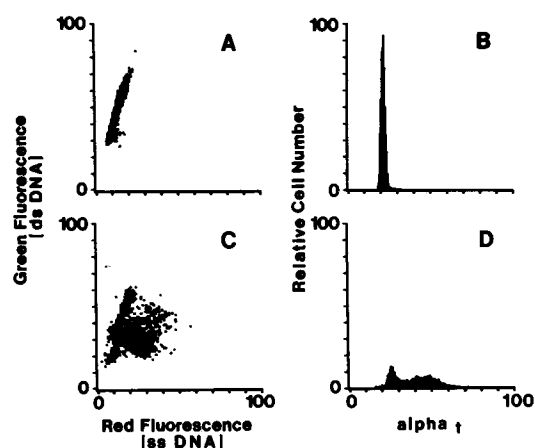 100
A
0
100
B
0
100
C
0
0
100
100
D
0
0
100
Green Fluorescence
[ds DNA]
Relative Cell Number
Red Fluorescence
[ss DNA]
alpha t